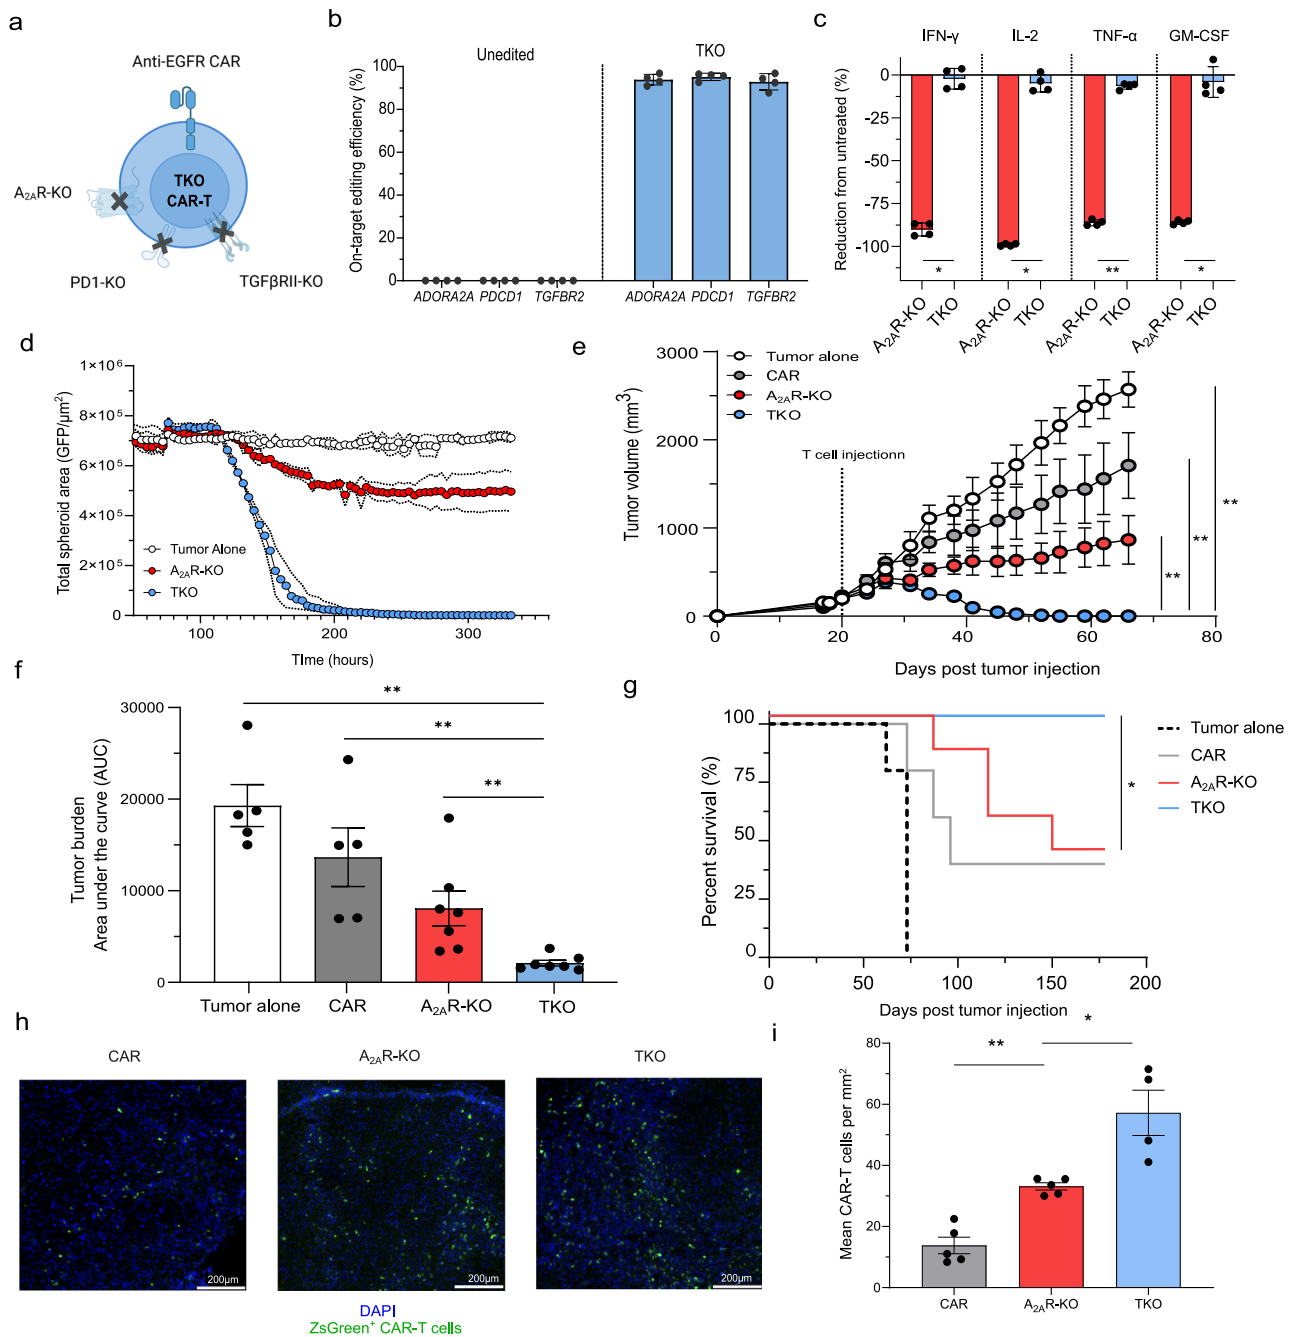 a
Anti-EGFR CAR
TKO
CAR-T
A2AR-KO
PD1-KO
TGFβRII-KO
b
Unedited
TKO
On-target editing efficiency (%)
100
80
60
40
20
0
ADORA2A PDCD1 TGFBR2
ADORA2A PDCD1 TGFBR2
c
IFN-γ IL-2 TNF-α GM-CSF
Reduction from untreated (%)
0
-25
-50
-75
-100
* * ** *
A2AR-KO TKO A2AR-KO TKO A2AR-KO TKO A2AR-KO TKO
d
Total spheroid area (GFP/µm²)
1×10⁶
8×10⁵
6×10⁵
4×10⁵
2×10⁵
0
Tumor Alone
A2AR-KO
TKO
100 200 300
TIme (hours)
e
Tumor volume (mm³)
3000
2000
1000
0
Tumor alone
CAR
A2AR-KO
TKO
T cell injectionn
**
**
**
0 20 40 60 80
Days post tumor injection
f
Tumor burden
Area under the curve (AUC)
30000
20000
10000
0
**
**
**
Tumor alone CAR A2AR-KO TKO
g
Percent survival (%)
100
75
50
25
0
0 50 100 150 200
Days post tumor injection
Tumor alone
CAR
A2AR-KO
TKO
*
h
CAR A2AR-KO TKO
200µm 200µm 200µm
DAPI
ZsGreen⁺ CAR-T cells
i
Mean CAR-T cells per mm²
80
60
40
20
0
** *
CAR A2AR-KO TKO